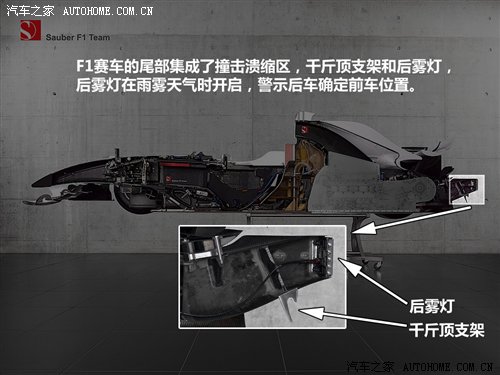 汽车之家 AUTOHOME.COM.CN
Sauber F1 Team
F1赛车的尾部集成了撞击溃缩区，千斤顶支架和后雾灯，
后雾灯在雨雾天气时开启，警示后车确定前车位置。
后雾灯
千斤顶支架
汽车之家 AUTOHOME.COM.CN